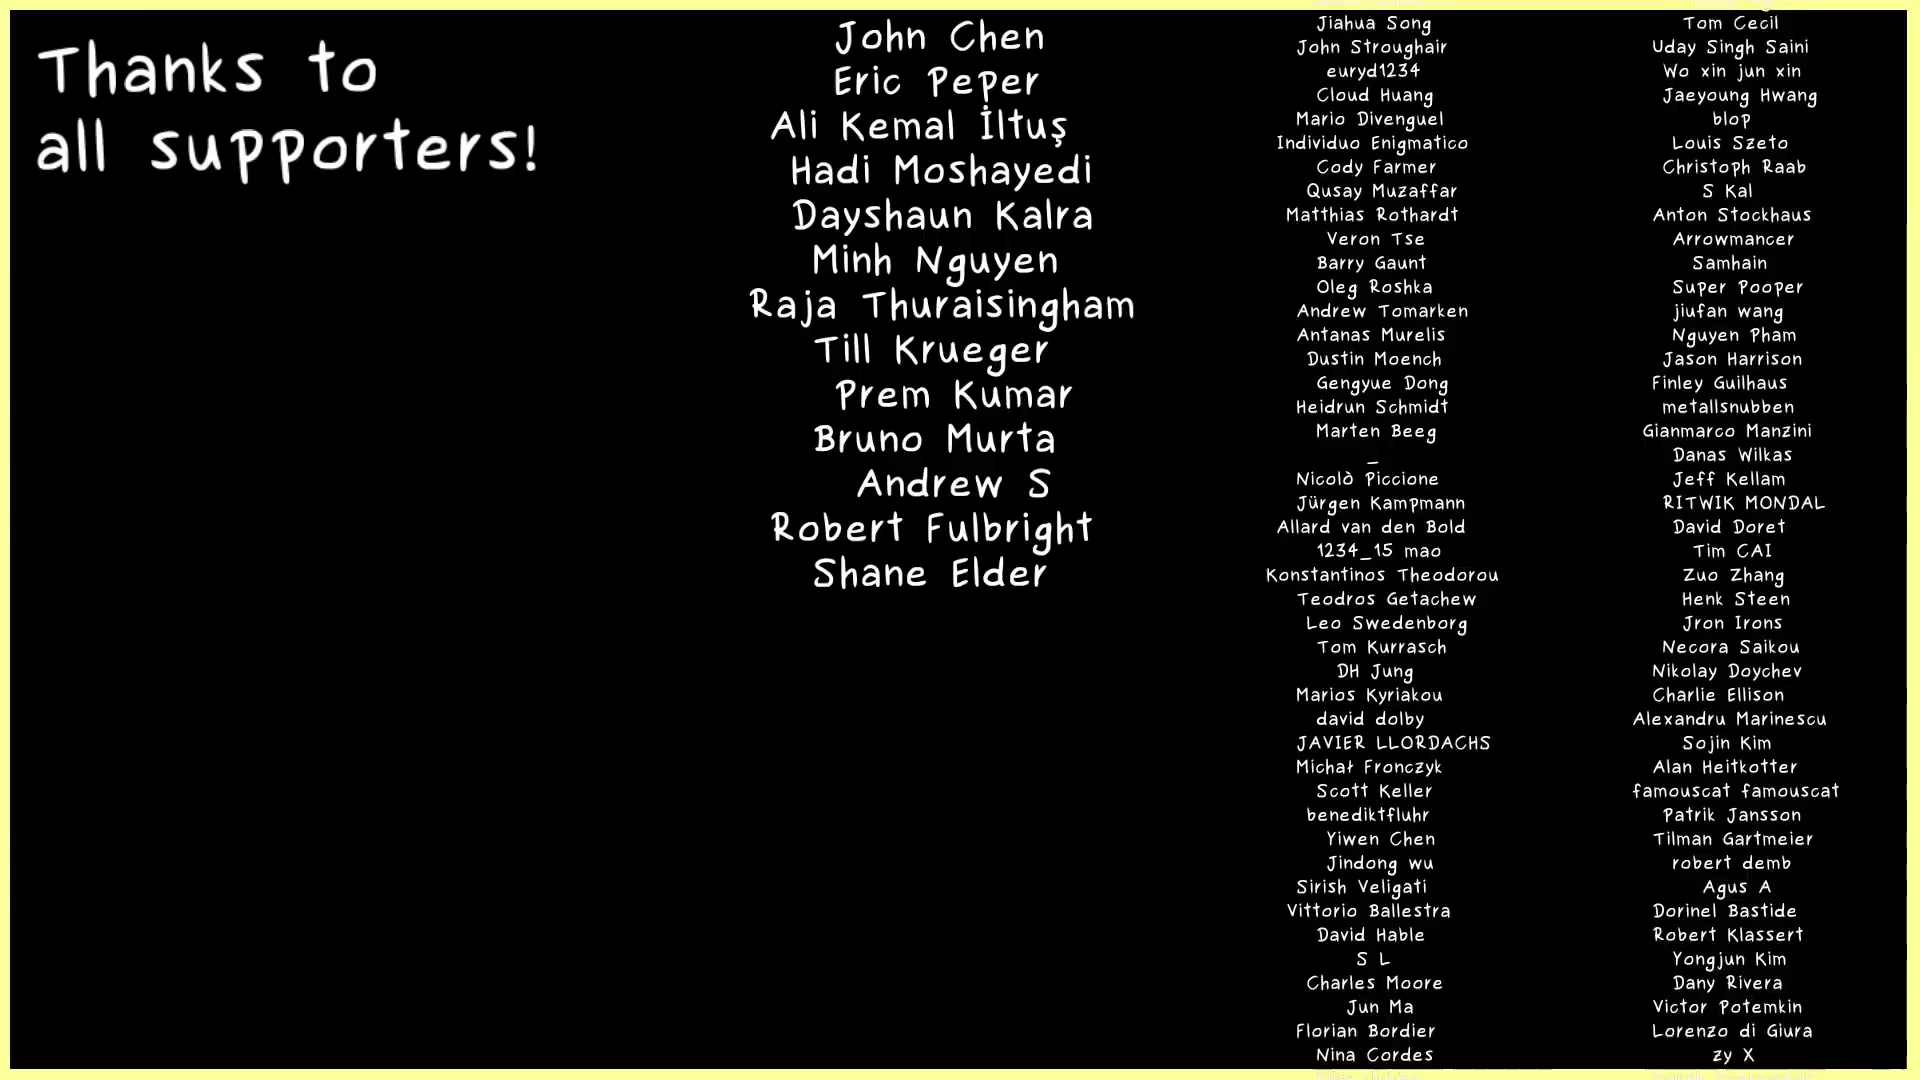 Thanks to
all supporters!
John Chen
Eric Peper
Ali Kemal İltuş
Hadi Moshayedi
Dayshaun Kalra
Minh Nguyen
Raja Thuraisingham
Till Krueger
Prem Kumar
Bruno Murta
Andrew S
Robert Fulbright
Shane Elder
Jiahua Song
John Stroughair
euryd1234
Cloud Huang
Mario Divenguel
Individuo Enigmatico
Cody Farmer
Qusay Muzaffar
Matthias Rothardt
Veron Tse
Barry Gaunt
Oleg Roshka
Andrew Tomarken
Antanas Murelis
Dustin Moench
Gengyue Dong
Heidrun Schmidt
Marten Beeg
_
Nicolò Piccione
Jürgen Kampmann
Allard van den Bold
1234_15 mao
Konstantinos Theodorou
Teodros Getachew
Leo Swedenborg
Tom Kurrasch
DH Jung
Marios Kyriakou
david dolby
JAVIER LLORDACHS
Michał Fronczyk
Scott Keller
benediktfluhr
Yiwen Chen
Jindong wu
Sirish Veligati
Vittorio Ballestra
David Hable
S L
Charles Moore
Jun Ma
Florian Bordier
Nina Cordes
Tom Cecil
Uday Singh Saini
Wo xin jun xin
Jaeyoung Hwang
blop
Louis Szeto
Christoph Raab
S Kal
Anton Stockhaus
Arrowmancer
Samhain
Super Pooper
jiufan wang
Nguyen Pham
Jason Harrison
Finley Guilhaus
metallsnubben
Gianmarco Manzini
Danas Wilkas
Jeff Kellam
RITWIK MONDAL
David Doret
Tim CAI
Zuo Zhang
Henk Steen
Jron Irons
Necora Saikou
Nikolay Doychev
Charlie Ellison
Alexandru Marinescu
Sojin Kim
Alan Heitkotter
famouscat famouscat
Patrik Jansson
Tilman Gartmeier
robert demb
Agus A
Dorinel Bastide
Robert Klassert
Yongjun Kim
Dany Rivera
Victor Potemkin
Lorenzo di Giura
zy X